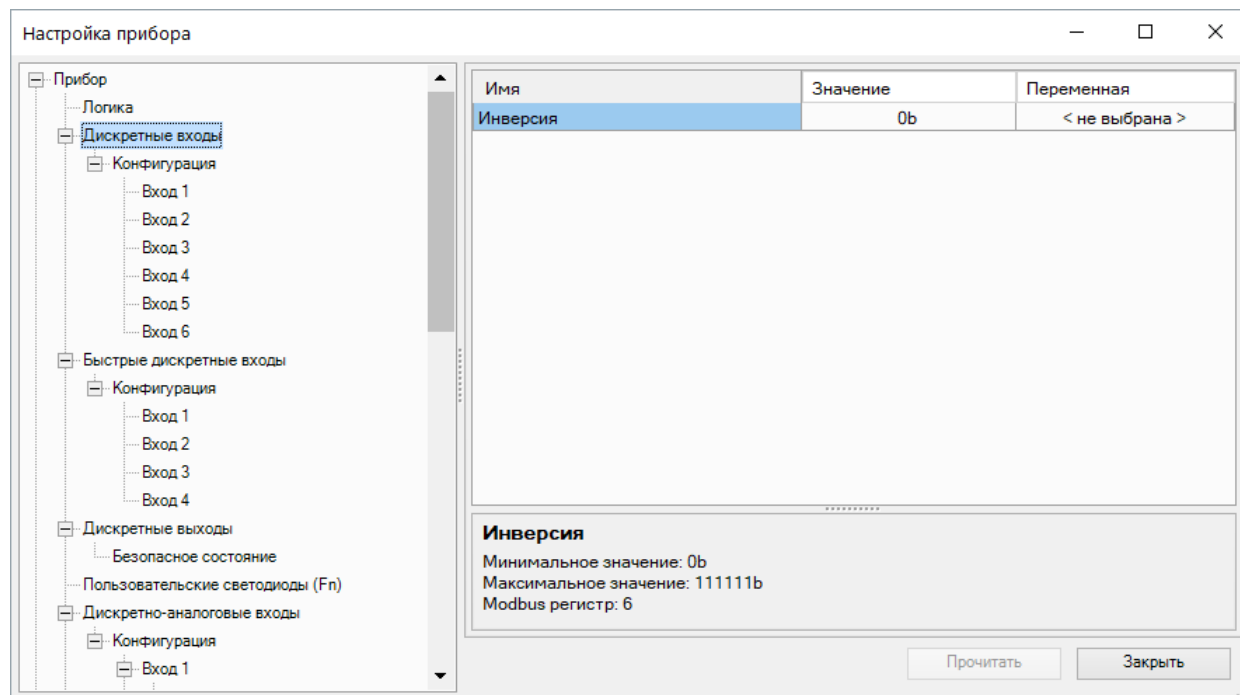 Настройка прибора
Прибор
Логика
Дискретные входы
Конфигурация
Вход 1
Вход 2
Вход 3
Вход 4
Вход 5
Вход 6
Быстрые дискретные входы
Конфигурация
Вход 1
Вход 2
Вход 3
Вход 4
Дискретные выходы
Безопасное состояние
Пользовательские светодиоды (Fn)
Дискретно-аналоговые входы
Конфигурация
Вход 1
Имя Значение Переменная
Инверсия 0b < не выбрана >
Инверсия
Минимальное значение: 0b
Максимальное значение: 111111b
Modbus регистр: 6
Прочитать Закрыть